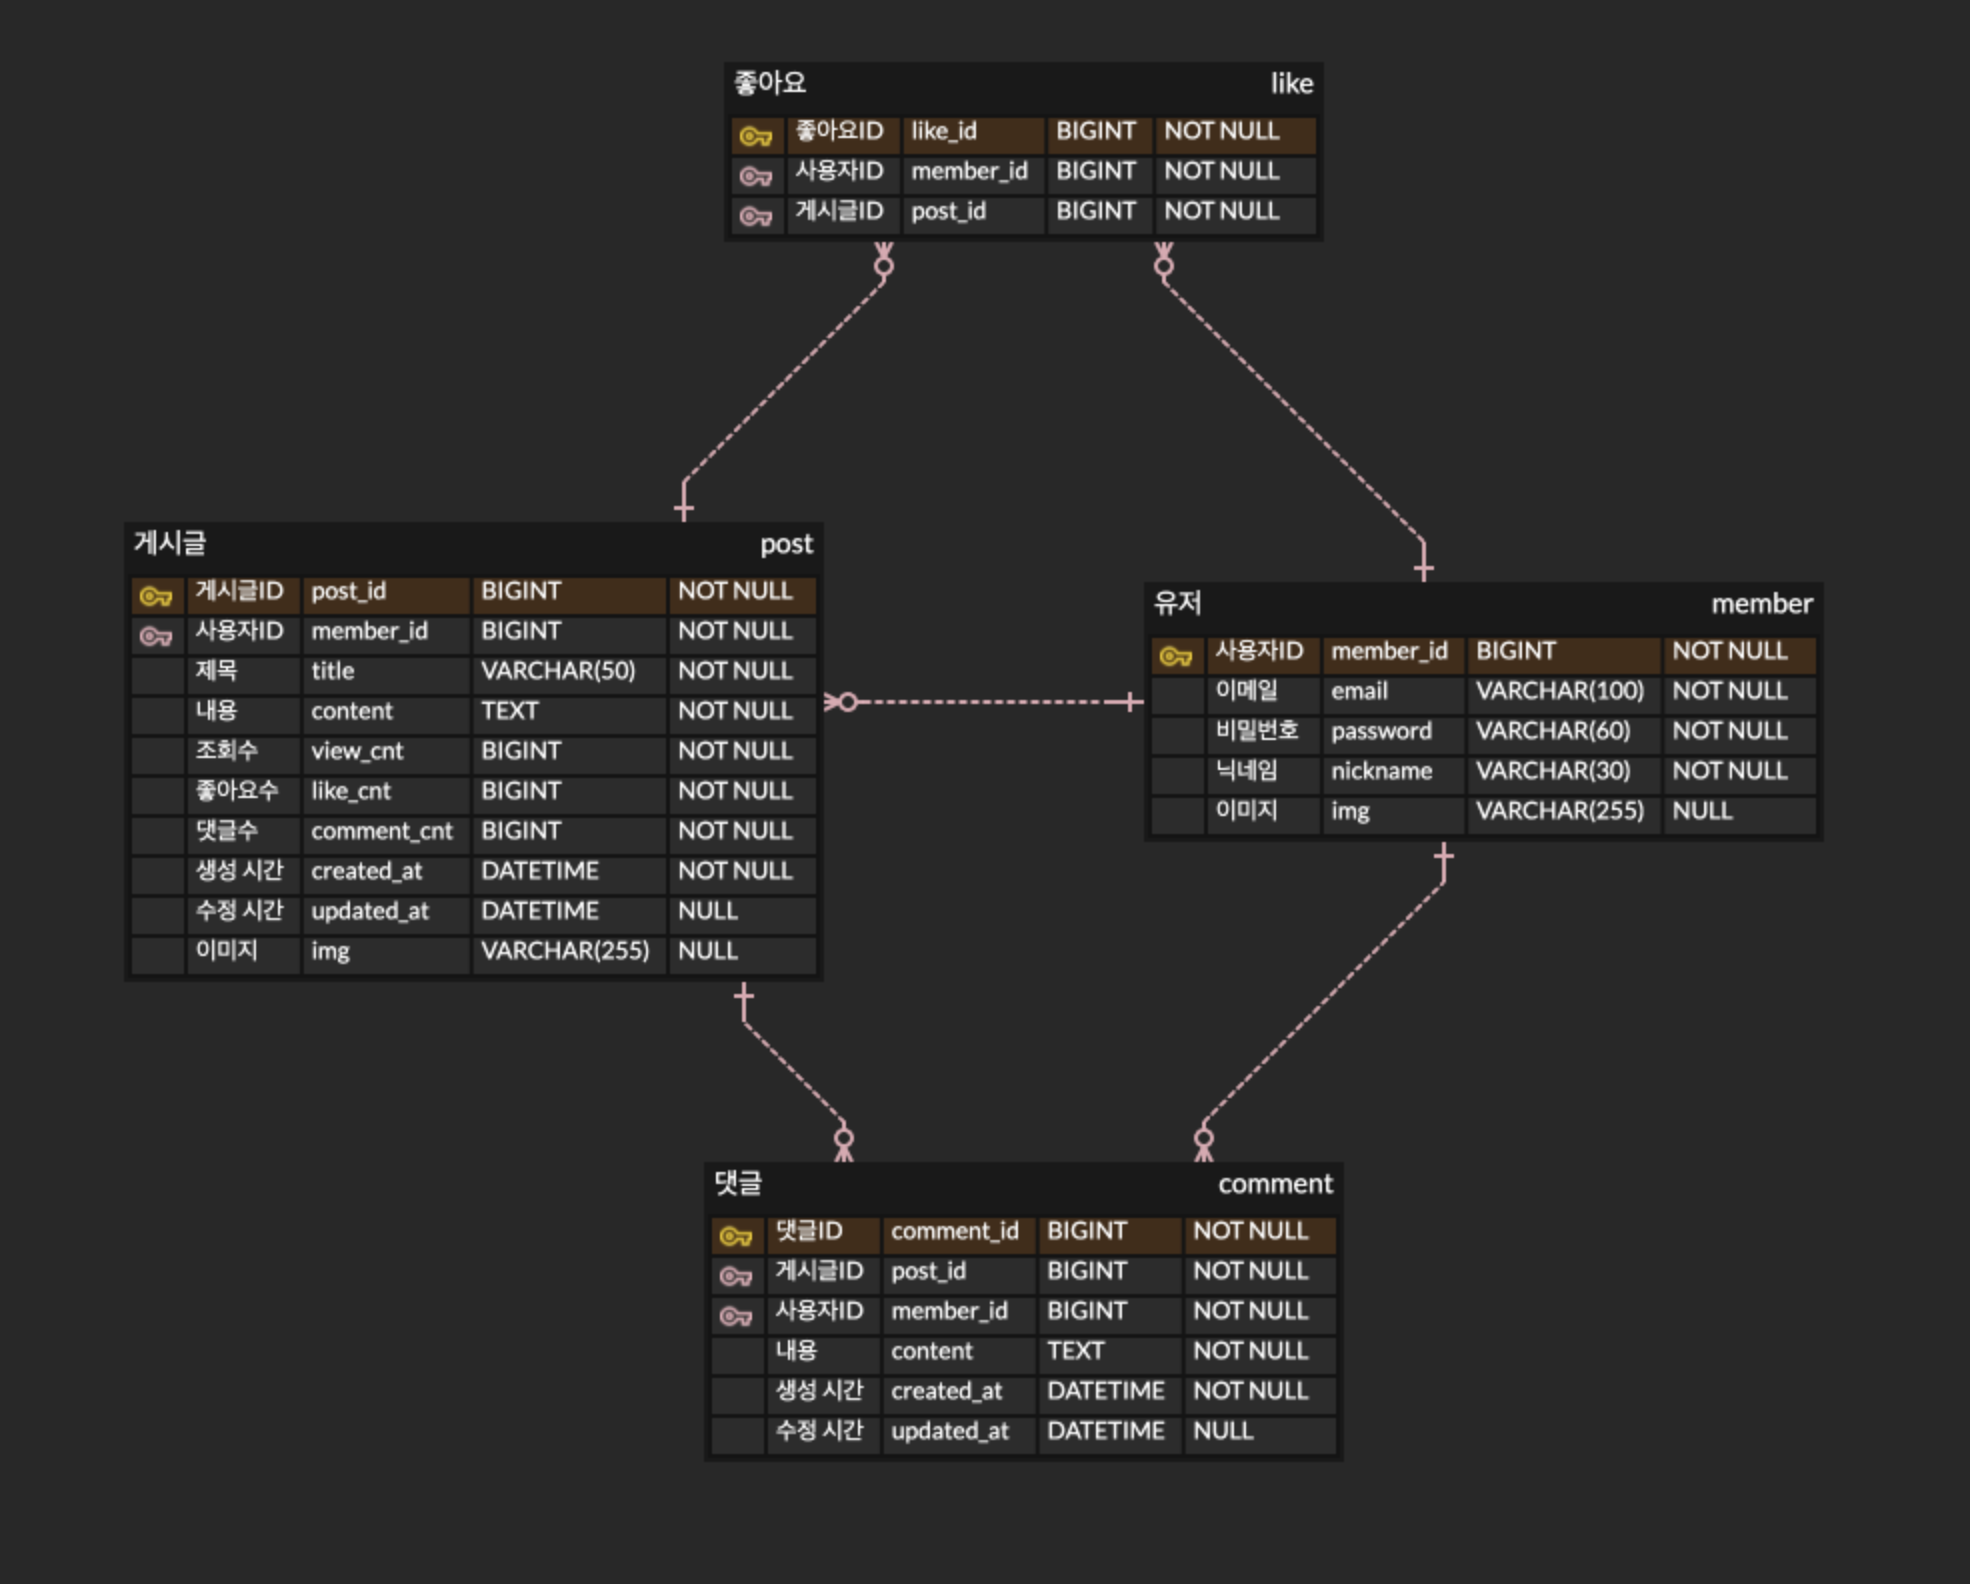 좋아요 like
좋아요ID like_id BIGINT NOT NULL
사용자ID member_id BIGINT NOT NULL
게시글ID post_id BIGINT NOT NULL
게시글 post
게시글ID post_id BIGINT NOT NULL
사용자ID member_id BIGINT NOT NULL
제목 title VARCHAR(50) NOT NULL
내용 content TEXT NOT NULL
조회수 view_cnt BIGINT NOT NULL
좋아요수 like_cnt BIGINT NOT NULL
댓글수 comment_cnt BIGINT NOT NULL
생성 시간 created_at DATETIME NOT NULL
수정 시간 updated_at DATETIME NULL
이미지 img VARCHAR(255) NULL
유저 member
사용자ID member_id BIGINT NOT NULL
이메일 email VARCHAR(100) NOT NULL
비밀번호 password VARCHAR(60) NOT NULL
닉네임 nickname VARCHAR(30) NOT NULL
이미지 img VARCHAR(255) NULL
댓글 comment
댓글ID comment_id BIGINT NOT NULL
게시글ID post_id BIGINT NOT NULL
사용자ID member_id BIGINT NOT NULL
내용 content TEXT NOT NULL
생성 시간 created_at DATETIME NOT NULL
수정 시간 updated_at DATETIME NULL